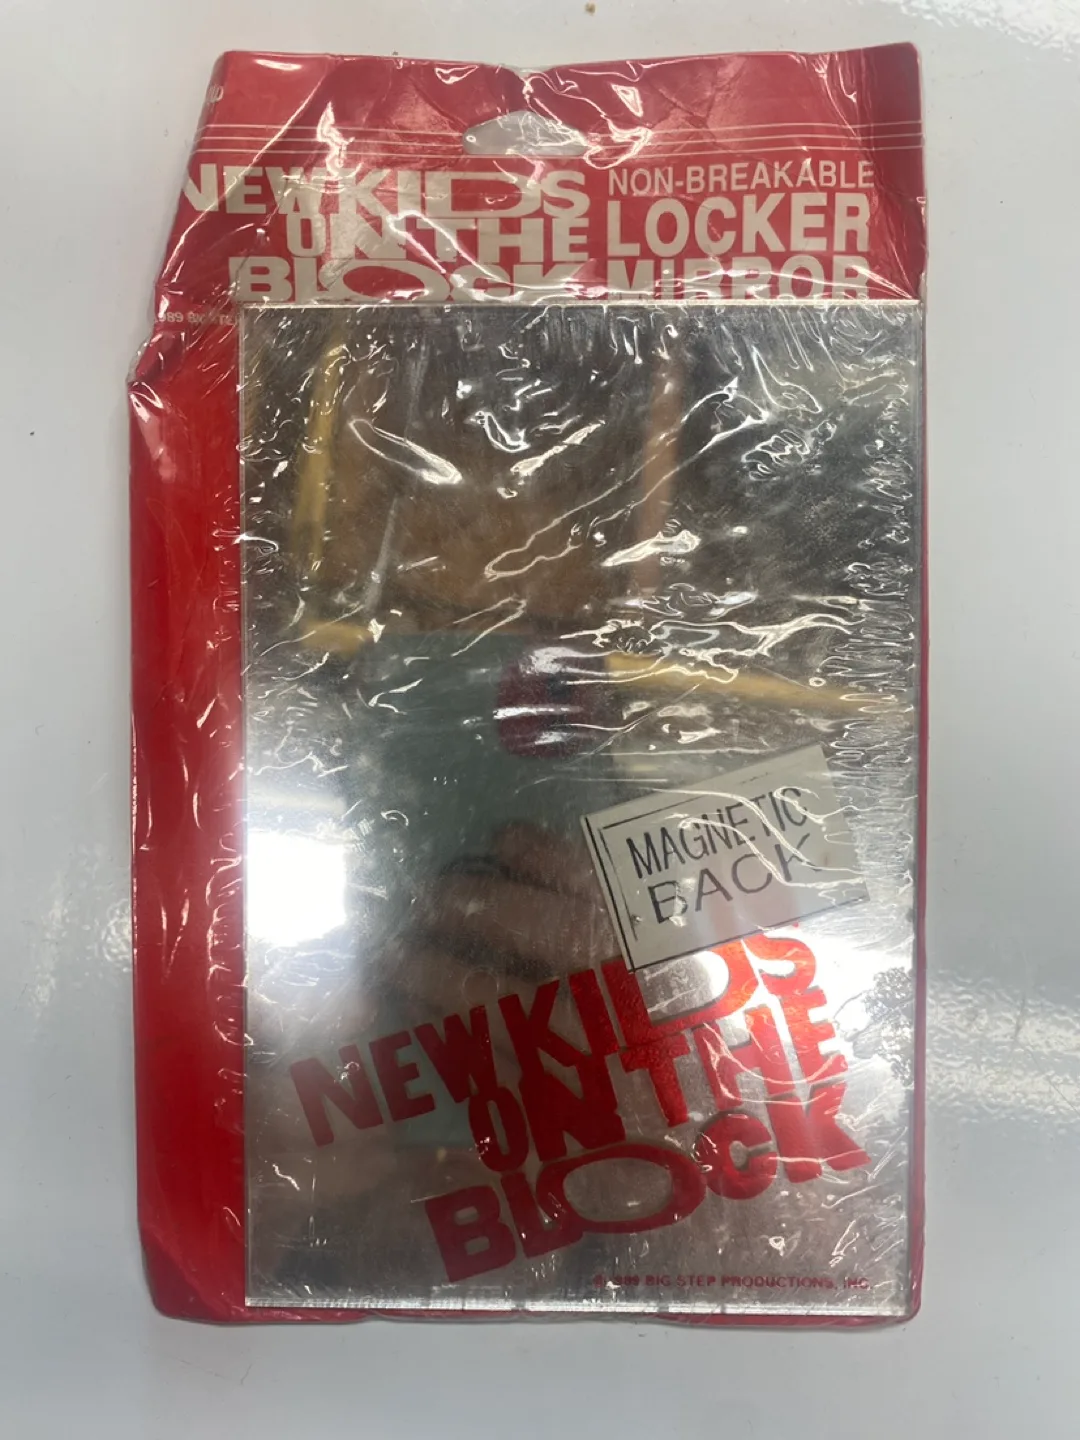 NEW KIDS
ON THE
BLOCK
NON-BREAKABLE
LOCKER
MIRROR
MAGNETIC
BACK
NEW KIDS
ON THE
BLOCK
© 1989 BIG STEP PRODUCTIONS, INC.